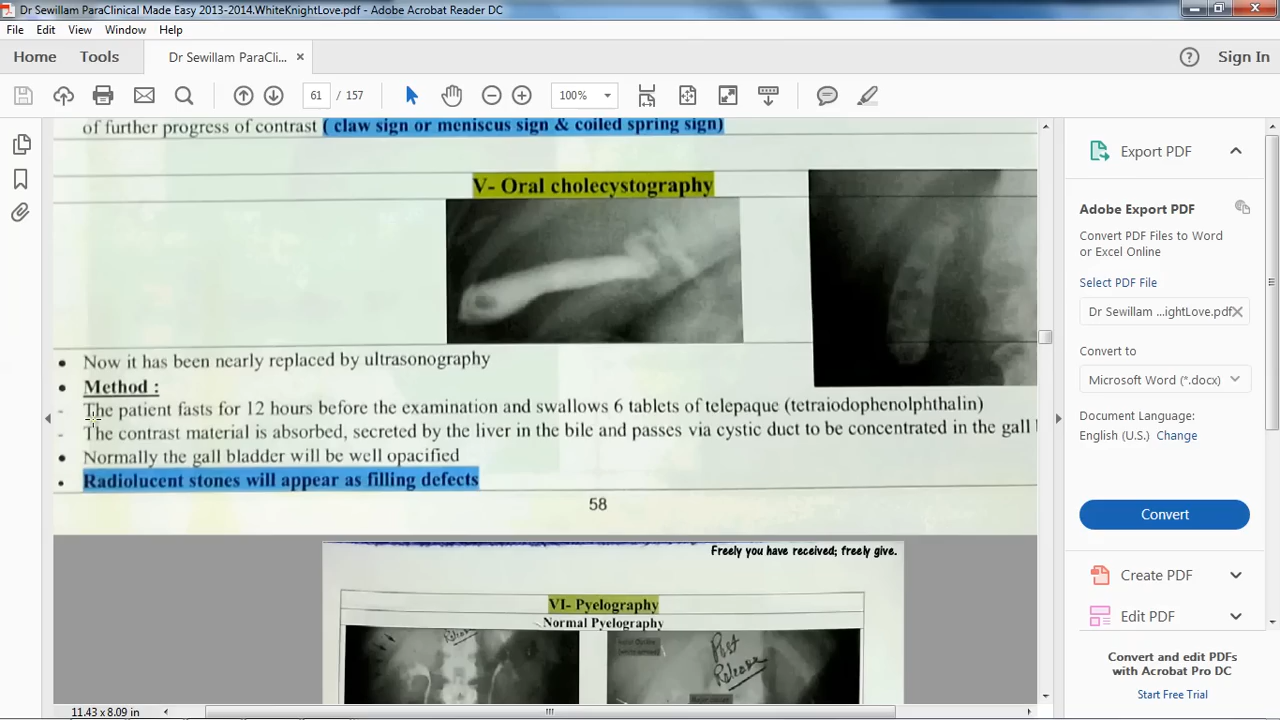 Dr Sewillam ParaClinical Made Easy 2013-2014.WhiteKnightLove.pdf - Adobe Acrobat Reader DC
File Edit View Window Help
Home Tools Dr Sewillam ParaCli... × Sign In
61 / 157 100%
of further progress of contrast ( claw sign or meniscus sign & coiled spring sign)
V- Oral cholecystography
• Now it has been nearly replaced by ultrasonography
• Method :
- The patient fasts for 12 hours before the examination and swallows 6 tablets of telepaque (tetraiodophenolphthalin)
- The contrast material is absorbed, secreted by the liver in the bile and passes via cystic duct to be concentrated in the gall
• Normally the gall bladder will be well opacified
• Radiolucent stones will appear as filling defects
58
Freely you have received; freely give.
VI- Pyelography
Normal Pyelography
Release
Post
Release
11.43 x 8.09 in
Export PDF
Adobe Export PDF
Convert PDF Files to Word
or Excel Online
Select PDF File
Dr Sewillam ...ightLove.pdf
Convert to
Microsoft Word (*.docx)
Document Language:
English (U.S.) Change
Convert
Create PDF
Edit PDF
Convert and edit PDFs
with Acrobat Pro DC
Start Free Trial